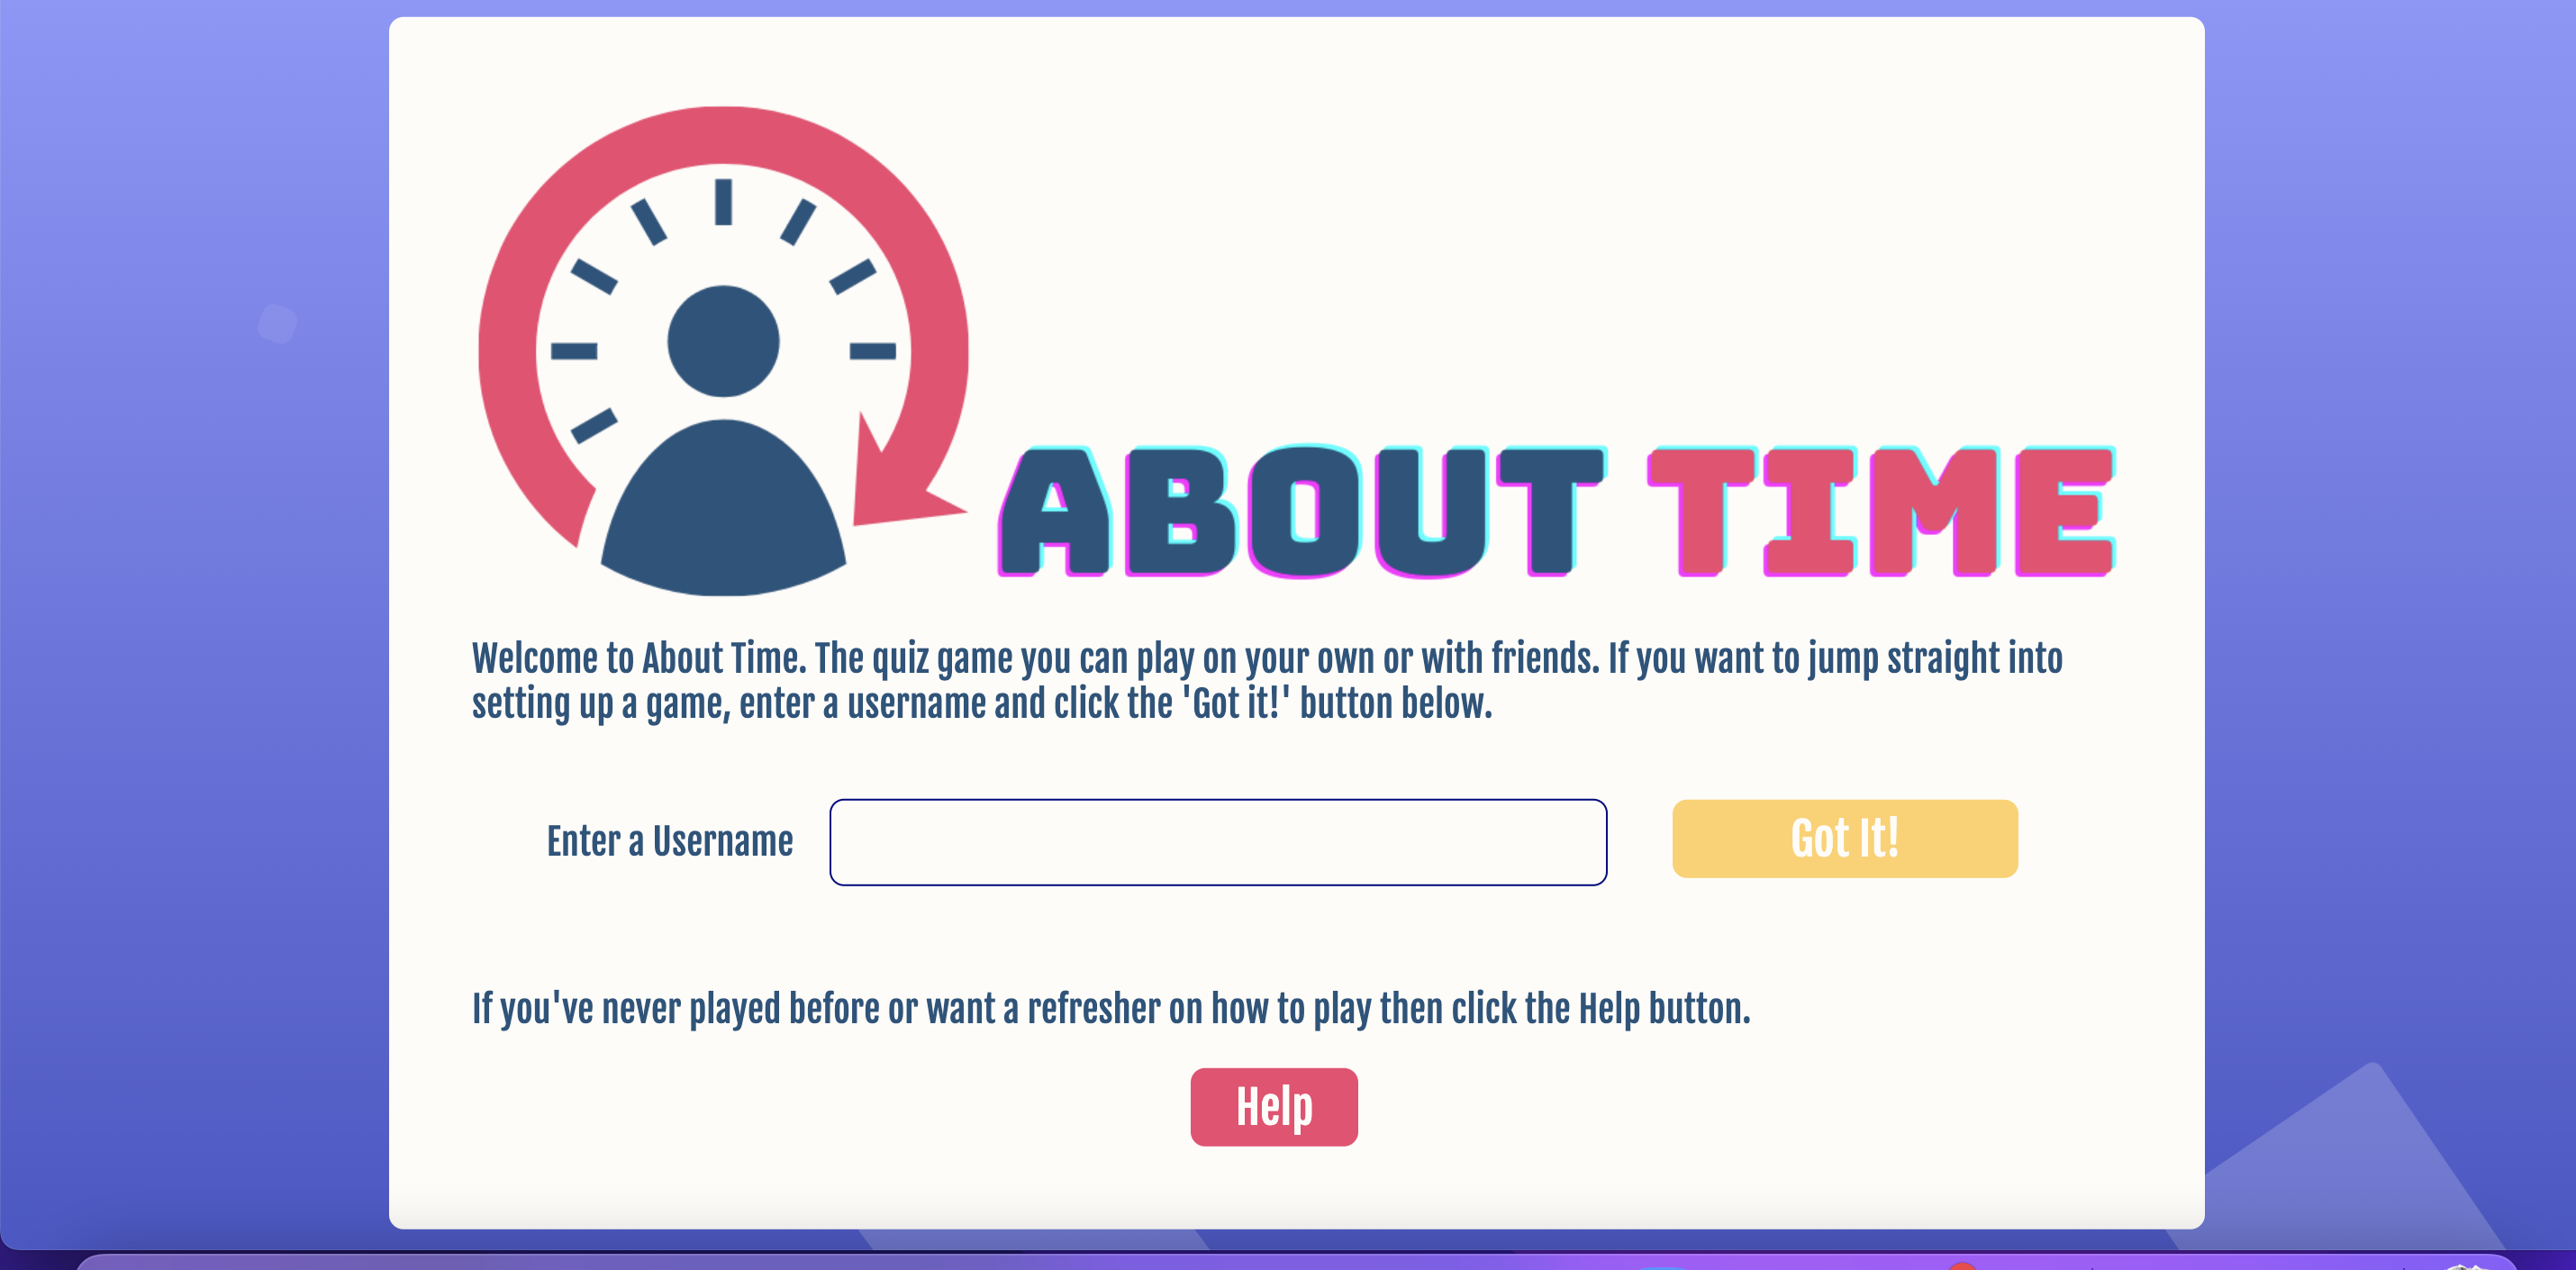 ABOUT TIME
Welcome to About Time. The quiz game you can play on your own or with friends. If you want to jump straight into
setting up a game, enter a username and click the 'Got it!' button below.
Enter a Username
Got It!
If you've never played before or want a refresher on how to play then click the Help button.
Help